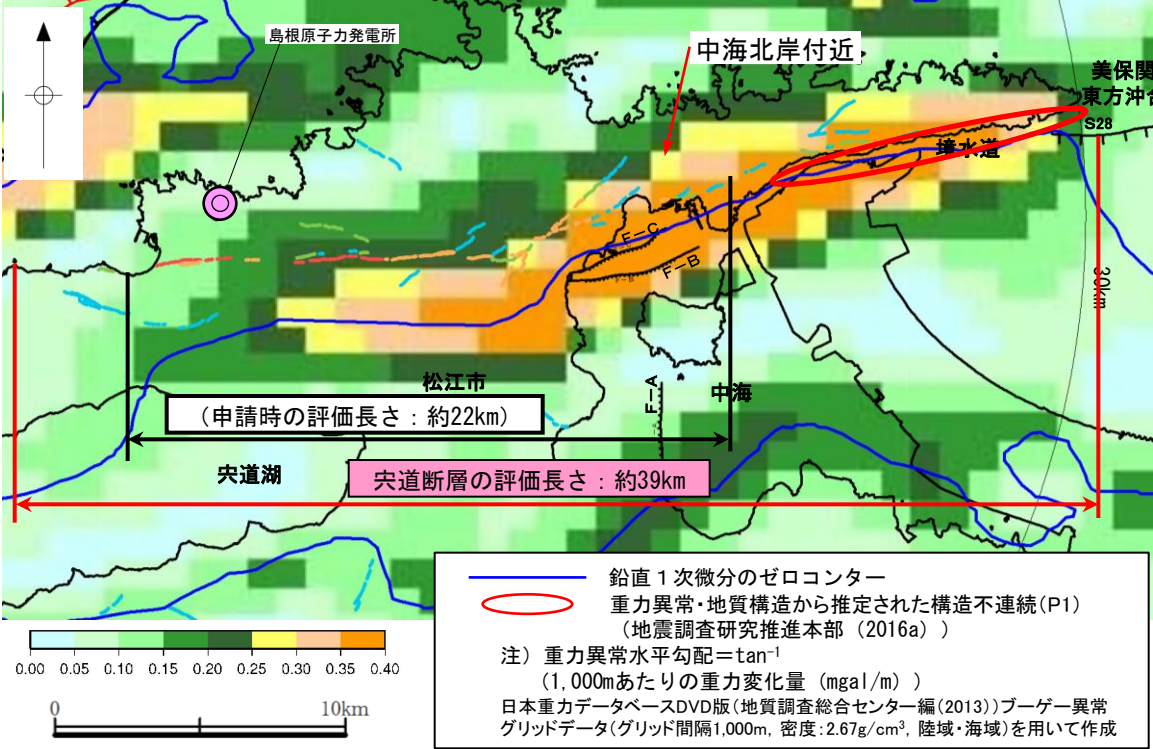 島根原子力発電所
中海北岸付近
美保関
東方沖合
S28
境水道
F-C
F-B
30km
F-A
松江市
中海
(申請時の評価長さ：約22km)
宍道湖
宍道断層の評価長さ：約39km
鉛直１次微分のゼロコンター
重力異常・地質構造から推定された構造不連続(P1)
(地震調査研究推進本部 (2016a) )
注) 重力異常水平勾配＝tan⁻¹
(1,000mあたりの重力変化量 (mgal/m) )
日本重力データベースDVD版(地質調査総合センター編(2013))ブーゲー異常
グリッドデータ(グリッド間隔1,000m, 密度:2.67g/cm³, 陸域・海域)を用いて作成
0.00 0.05 0.10 0.15 0.20 0.25 0.30 0.35 0.40
0 10km